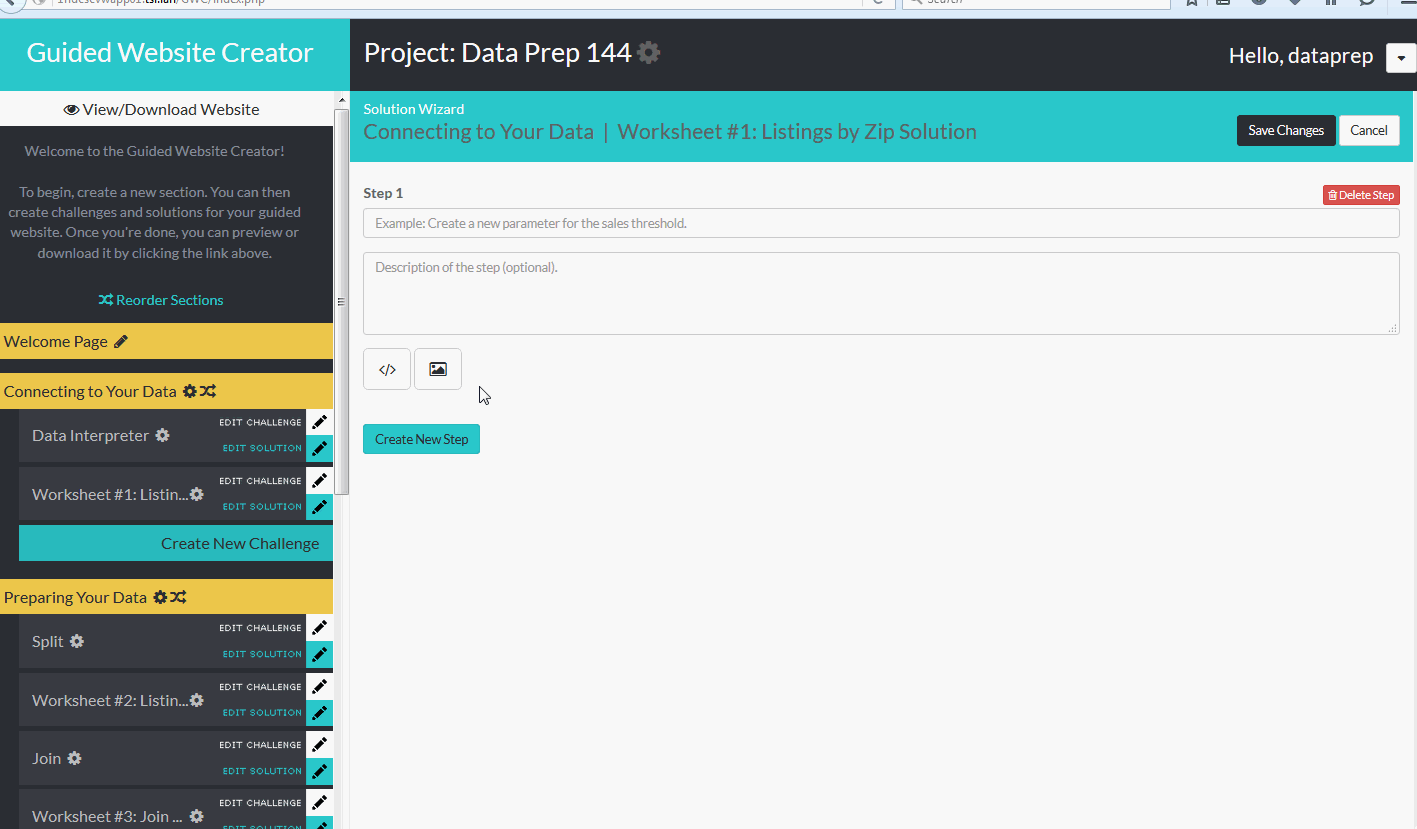 Guided Website Creator
Project: Data Prep 144
Hello, dataprep
View/Download Website
Welcome to the Guided Website Creator!
To begin, create a new section. You can then
create challenges and solutions for your guided
website. Once you're done, you can preview or
download it by clicking the link above.
Reorder Sections
Welcome Page
Connecting to Your Data
Data Interpreter
EDIT CHALLENGE
EDIT SOLUTION
Worksheet #1: Listin...
EDIT CHALLENGE
EDIT SOLUTION
Create New Challenge
Preparing Your Data
Split
EDIT CHALLENGE
EDIT SOLUTION
Worksheet #2: Listin...
EDIT CHALLENGE
EDIT SOLUTION
Join
EDIT CHALLENGE
EDIT SOLUTION
Worksheet #3: Join ...
EDIT CHALLENGE
EDIT SOLUTION
Solution Wizard
Connecting to Your Data | Worksheet #1: Listings by Zip Solution
Save Changes
Cancel
Step 1
Delete Step
Example: Create a new parameter for the sales threshold.
Description of the step (optional).
</>
Create New Step